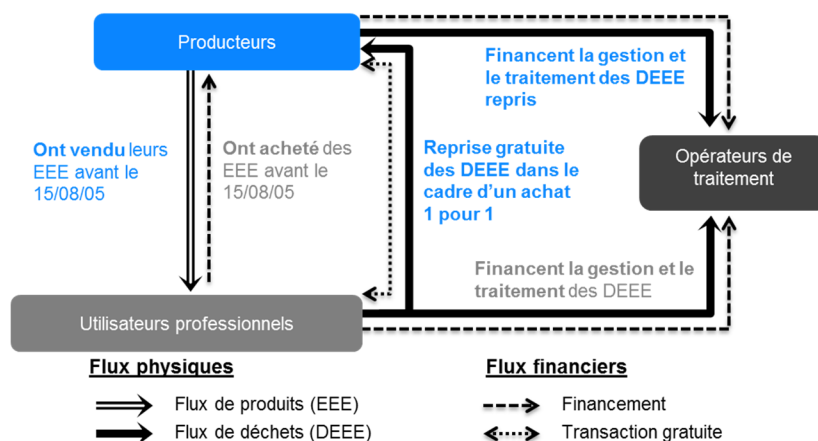 Producteurs
Financent la gestion et
le traitement des DEEE
repris
Ont vendu leurs
EEE avant le
15/08/05
Ont acheté des
EEE avant le
15/08/05
Reprise gratuite
des DEEE dans le
cadre d'un achat
1 pour 1
Opérateurs de
traitement
Financent la gestion et le
traitement des DEEE
Utilisateurs professionnels
Flux physiques
Flux de produits (EEE)
Flux de déchets (DEEE)
Flux financiers
Financement
Transaction gratuite